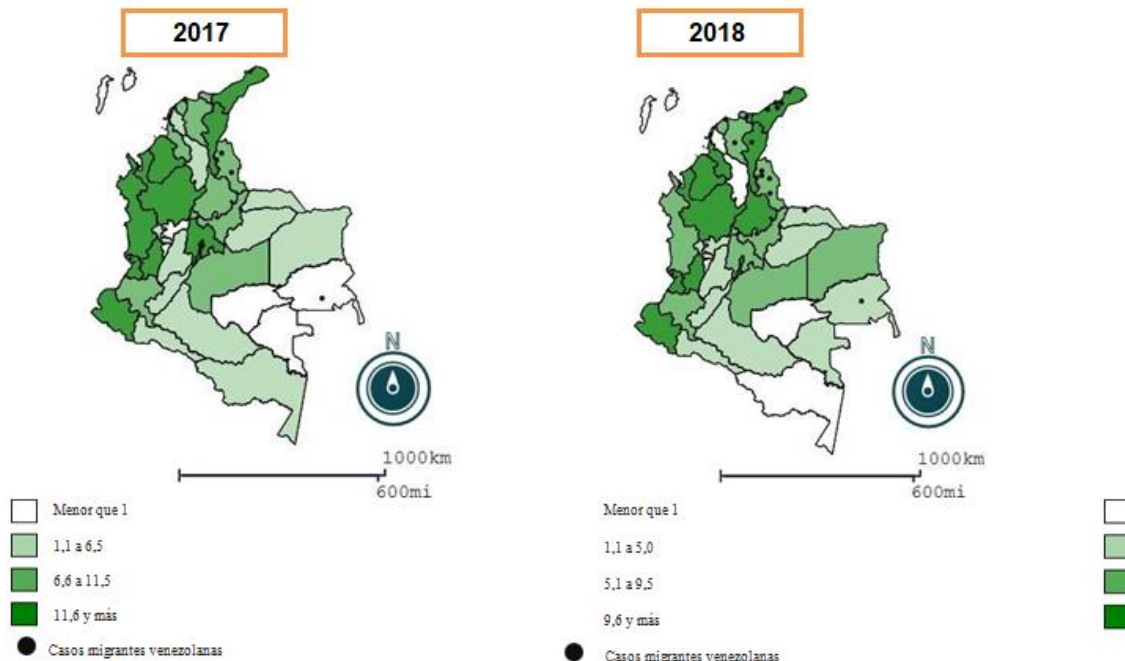 2017
2018
N
N
1000km
600mi
1000km
600mi
Menor que 1
1,1 a 6,5
6,6 a 11,5
11,6 y más
Casos migrantes venezolanas
Menor que 1
1,1 a 5,0
5,1 a 9,5
9,6 y más
Casos migrantes venezolanas